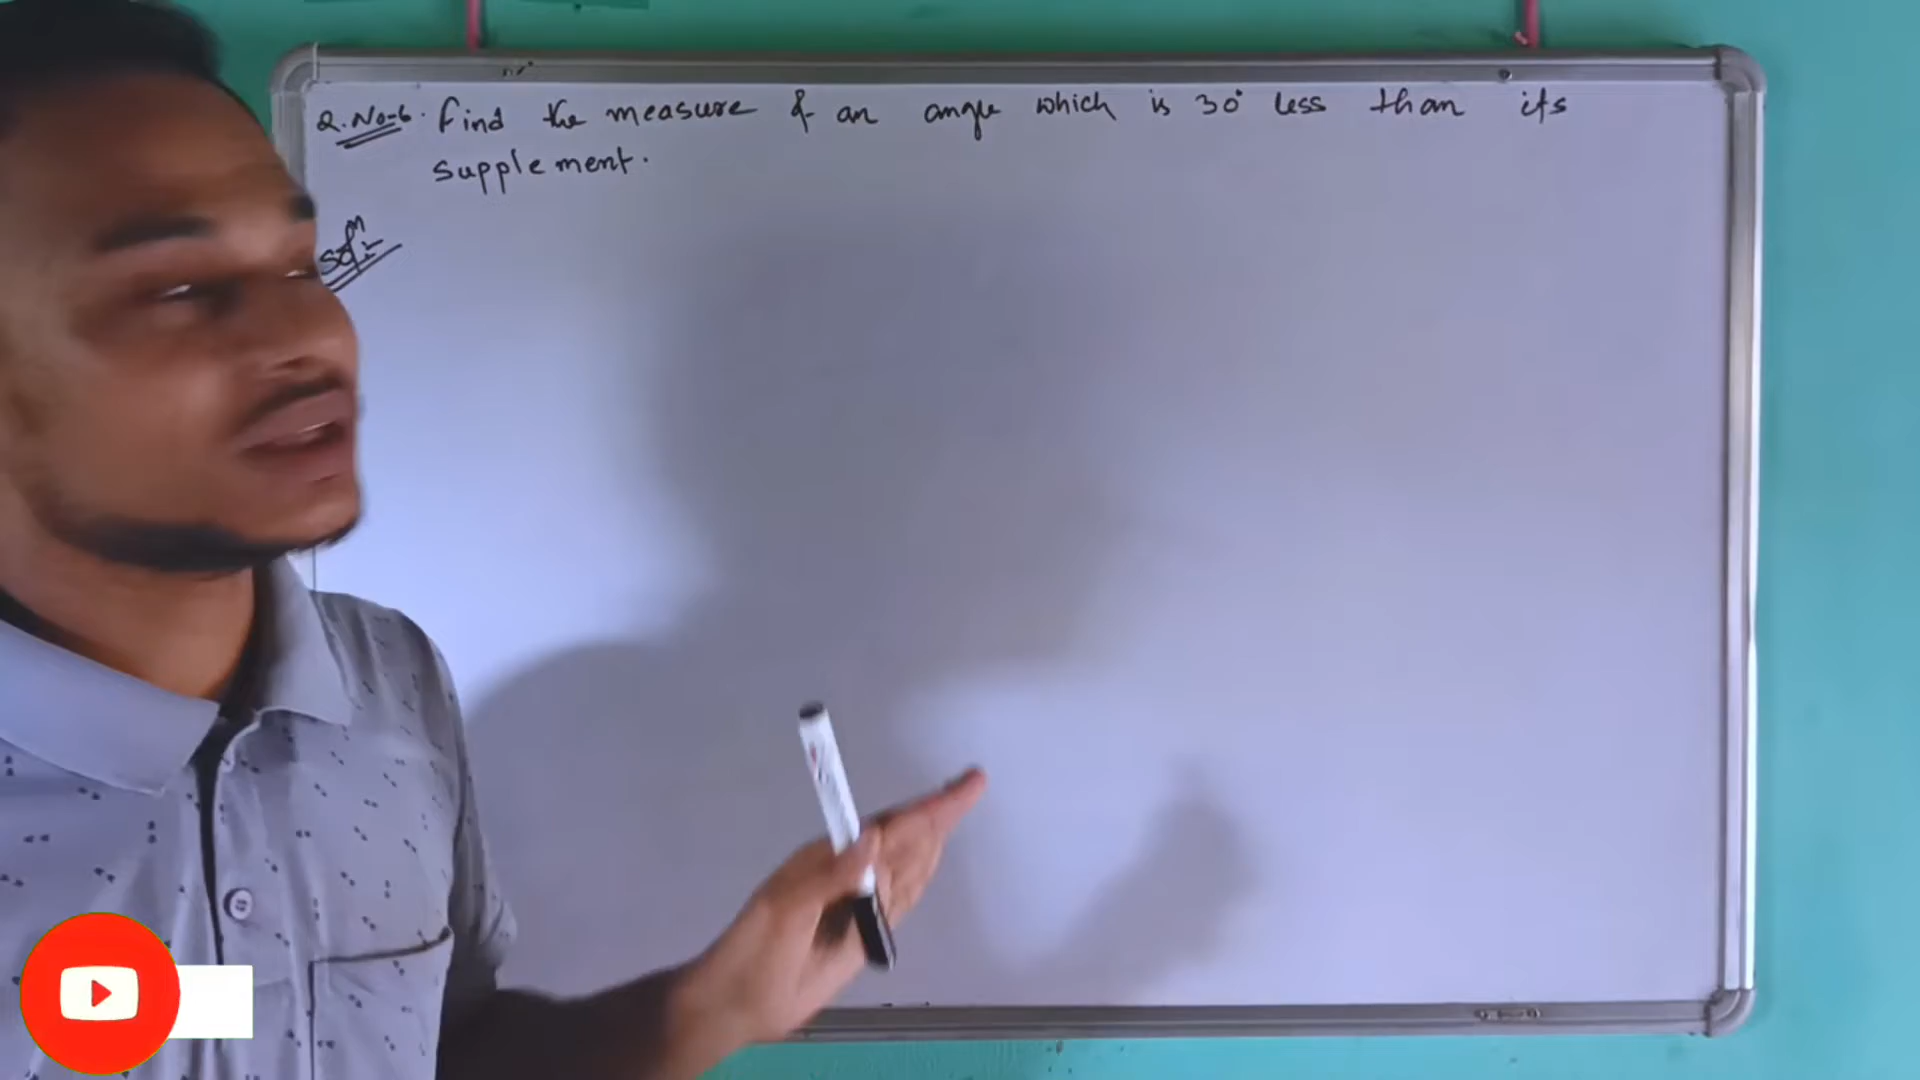 Q.No-6. Find the measure of an angle which is 30° less than its
supplement.
Solⁿ:-